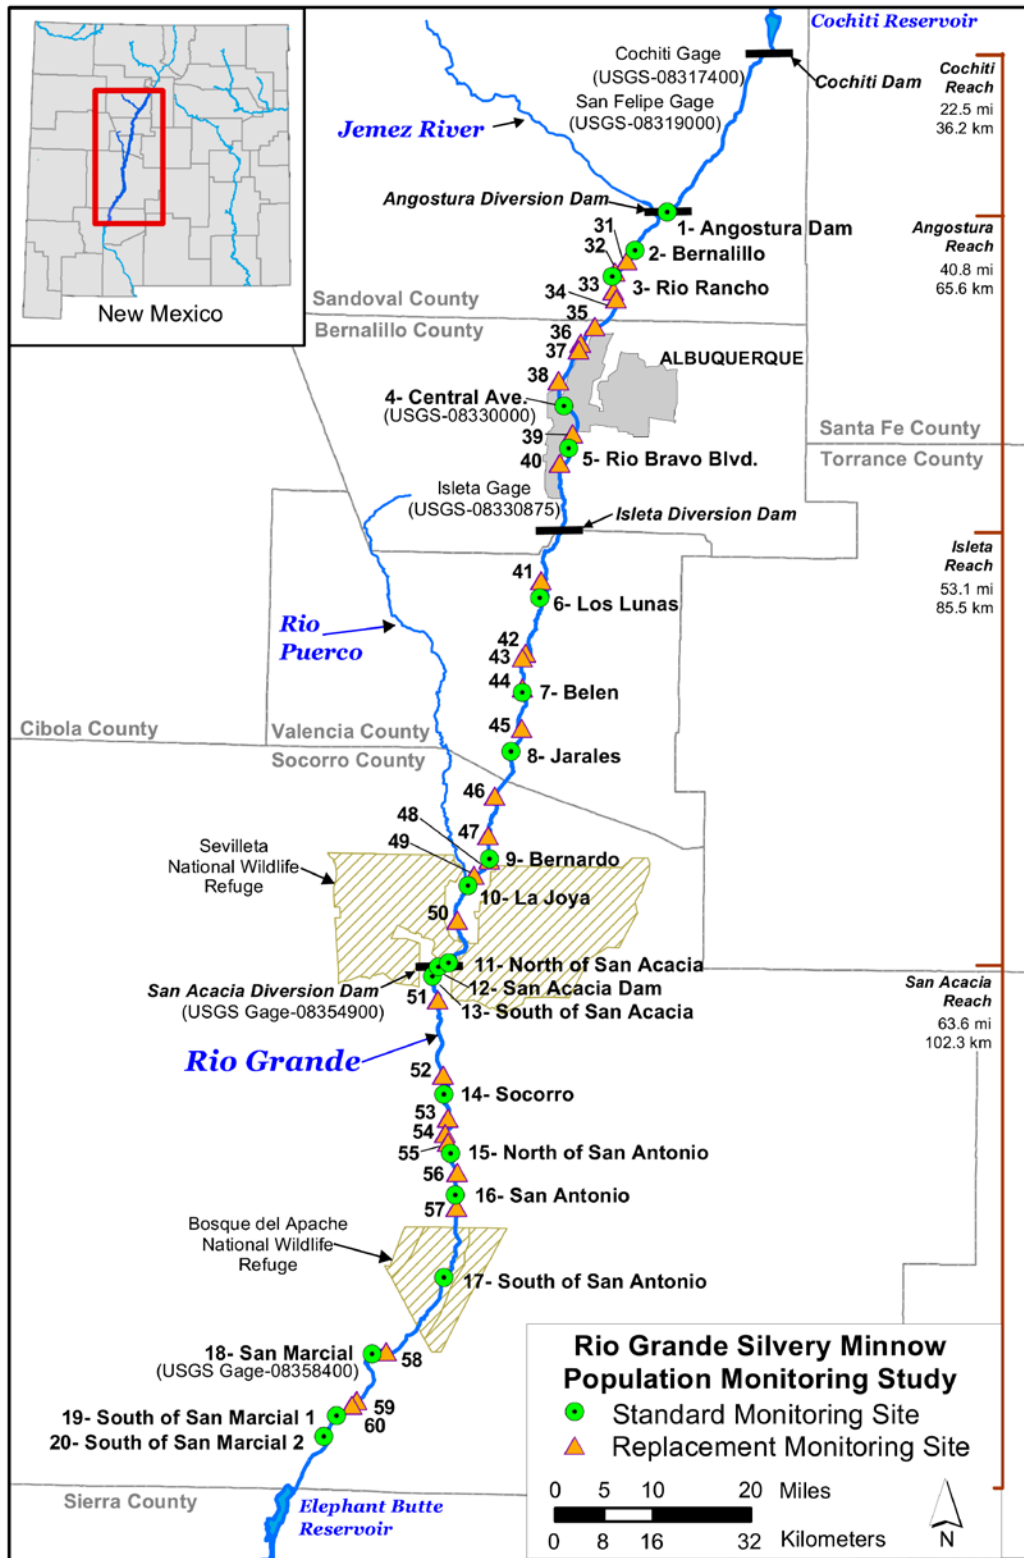 Cochiti Reservoir
Cochiti Gage
(USGS-08317400)
San Felipe Gage
(USGS-08319000)
Cochiti Dam
Cochiti
Reach
22.5 mi
36.2 km
Jemez River
Angostura Diversion Dam
1- Angostura Dam
Angostura
Reach
40.8 mi
65.6 km
31
2- Bernalillo
32
33
3- Rio Rancho
34
New Mexico
Sandoval County
Bernalillo County
35
36
37
ALBUQUERQUE
38
4- Central Ave.
(USGS-08330000)
39
Santa Fe County
Torrance County
5- Rio Bravo Blvd.
40
Isleta Gage
(USGS-08330875)
Isleta Diversion Dam
Isleta
Reach
53.1 mi
85.5 km
41
6- Los Lunas
Rio
Puerco
42
43
44
7- Belen
45
Cibola County
Valencia County
Socorro County
8- Jarales
46
48
47
49
Sevilleta
National Wildlife
Refuge
9- Bernardo
10- La Joya
50
11- North of San Acacia
12- San Acacia Dam
13- South of San Acacia
San Acacia Diversion Dam
(USGS Gage-08354900)
51
San Acacia
Reach
63.6 mi
102.3 km
Rio Grande
52
14- Socorro
53
54
55
15- North of San Antonio
56
16- San Antonio
57
Bosque del Apache
National Wildlife
Refuge
17- South of San Antonio
18- San Marcial
(USGS Gage-08358400)
58
59
60
19- South of San Marcial 1
20- South of San Marcial 2
Sierra County
Elephant Butte
Reservoir
Rio Grande Silvery Minnow
Population Monitoring Study
Standard Monitoring Site
Replacement Monitoring Site
0 5 10 20 Miles
0 8 16 32 Kilometers
N